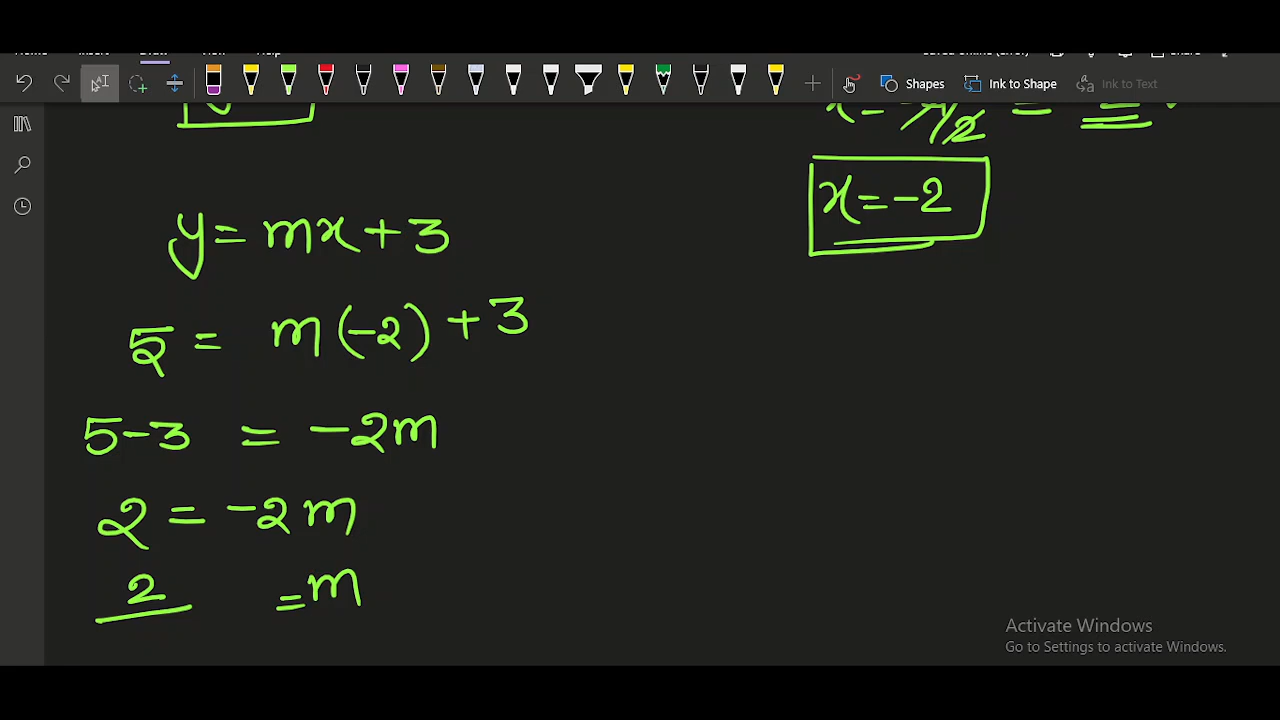 Shapes
Ink to Shape
Ink to Text
x = -2
y = mx + 3
5 = m(-2) + 3
5-3 = -2m
2 = -2m
2 = m
Activate Windows
Go to Settings to activate Windows.